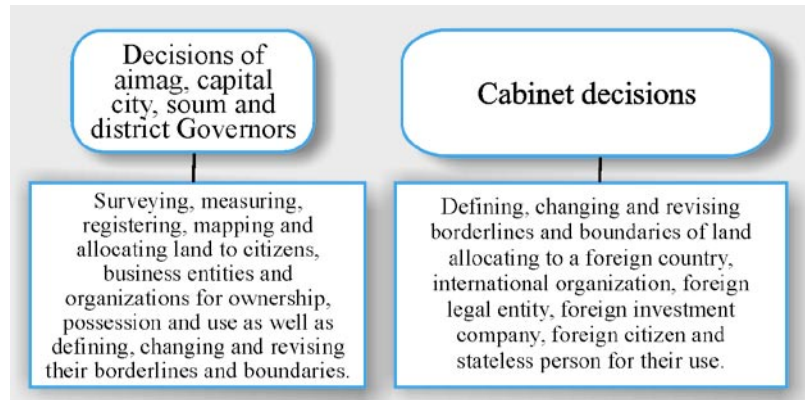 Decisions of
aimag, capital
city, soum and
district Governors
Cabinet decisions
Surveying, measuring,
registering, mapping and
allocating land to citizens,
business entities and
organizations for ownership,
possession and use as well as
defining, changing and revising
their borderlines and boundaries.
Defining, changing and revising
borderlines and boundaries of land
allocating to a foreign country,
international organization, foreign
legal entity, foreign investment
company, foreign citizen and
stateless person for their use.